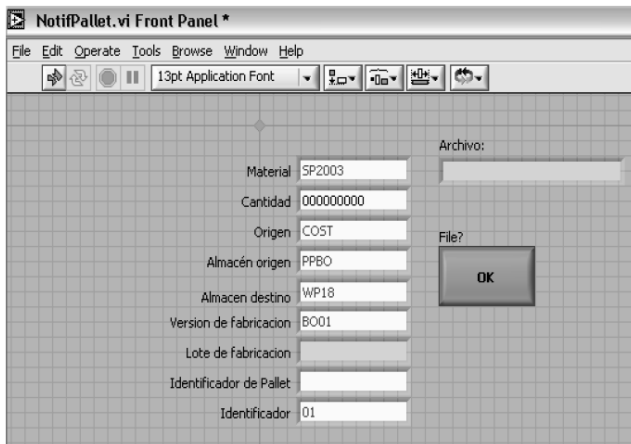 NotifPallet.vi Front Panel *
File Edit Operate Tools Browse Window Help
13pt Application Font
Archivo:
Material SP2003
Cantidad 000000000
Origen COST
File?
Almacén origen PPBO
OK
Almacen destino WP18
Version de fabricacion BO01
Lote de fabricacion
Identificador de Pallet
Identificador 01